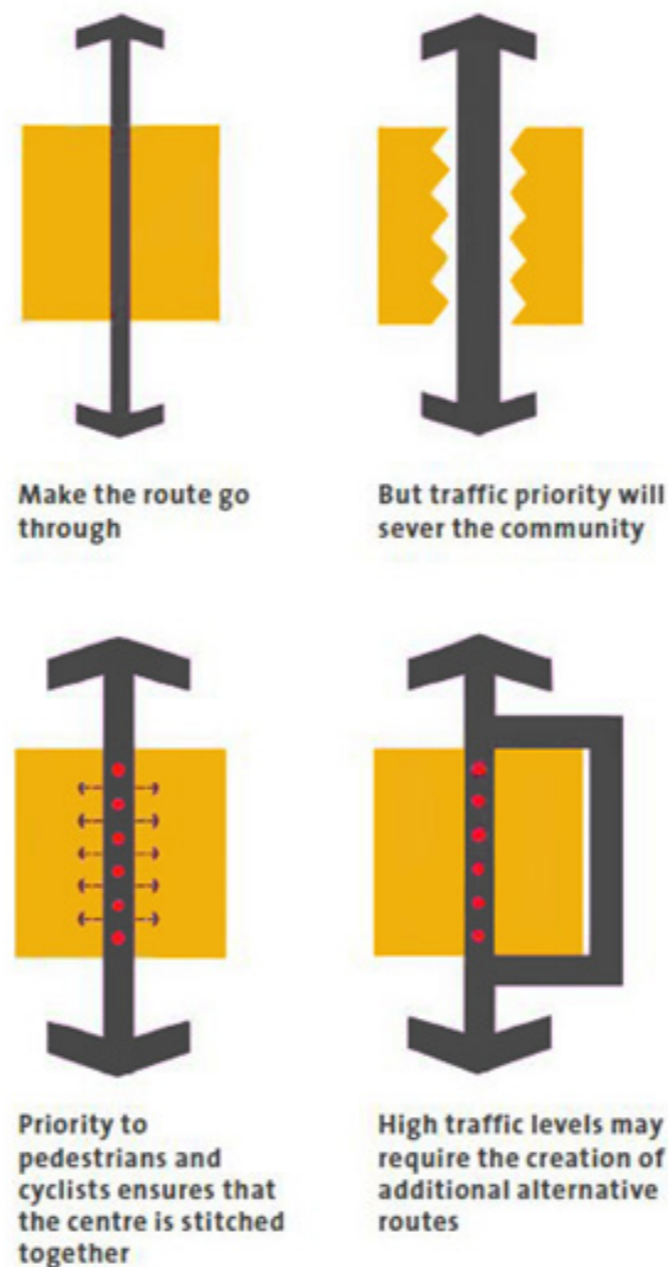 Make the route go
through
But traffic priority will
sever the community
Priority to
pedestrians and
cyclists ensures that
the centre is stitched
together
High traffic levels may
require the creation of
additional alternative
routes